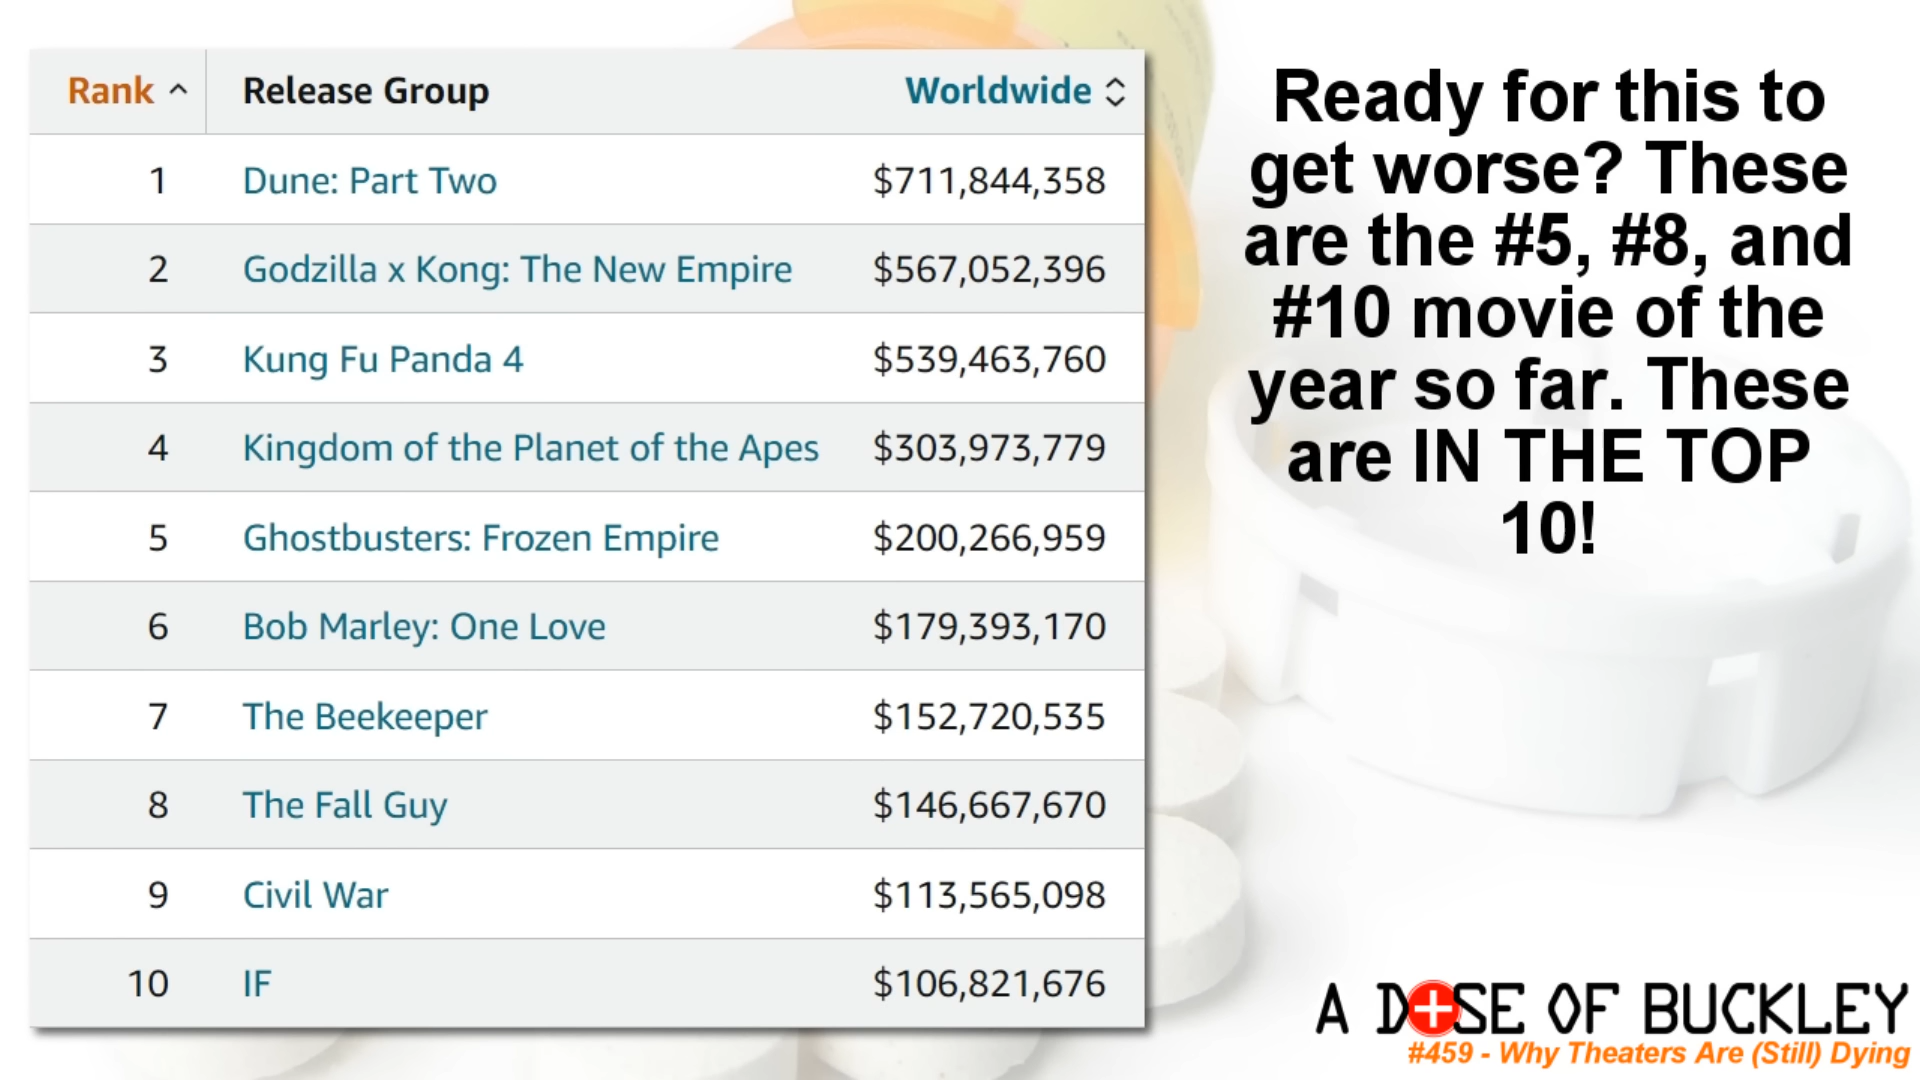 Rank Release Group Worldwide
1 Dune: Part Two $711,844,358
2 Godzilla x Kong: The New Empire $567,052,396
3 Kung Fu Panda 4 $539,463,760
4 Kingdom of the Planet of the Apes $303,973,779
5 Ghostbusters: Frozen Empire $200,266,959
6 Bob Marley: One Love $179,393,170
7 The Beekeeper $152,720,535
8 The Fall Guy $146,667,670
9 Civil War $113,565,098
10 IF $106,821,676
Ready for this to
get worse? These
are the #5, #8, and
#10 movie of the
year so far. These
are IN THE TOP
10!
A DOSE OF BUCKLEY
#459 - Why Theaters Are (Still) Dying